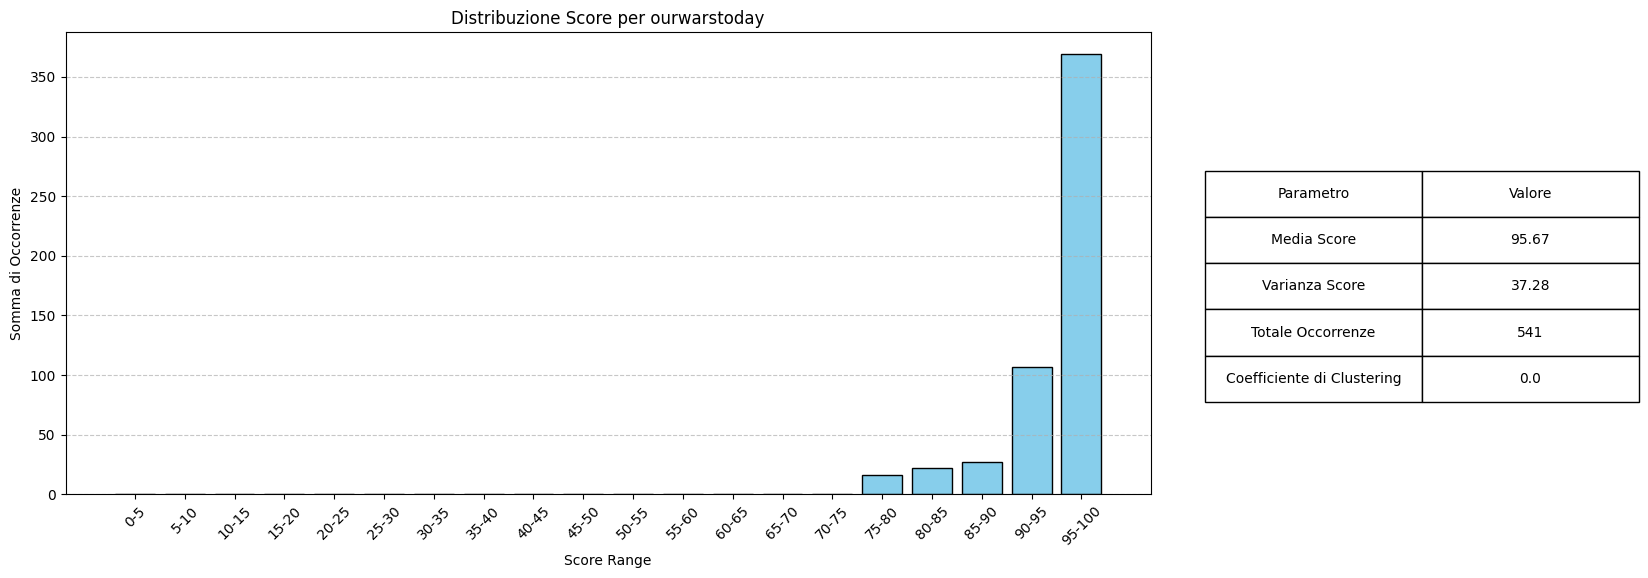 Distribuzione Score per ourwarstoday
Somma di Occorrenze
350
300
250
200
150
100
50
0
0-5 5-10 10-15 15-20 20-25 25-30 30-35 35-40 40-45 45-50 50-55 55-60 60-65 65-70 70-75 75-80 80-85 85-90 90-95 95-100
Score Range
Parametro Valore
Media Score 95.67
Varianza Score 37.28
Totale Occorrenze 541
Coefficiente di Clustering 0.0